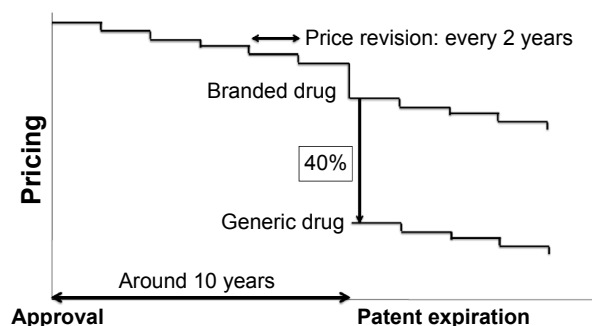 Price revision: every 2 years
Branded drug
Pricing
40%
Generic drug
Around 10 years
Approval
Patent expiration